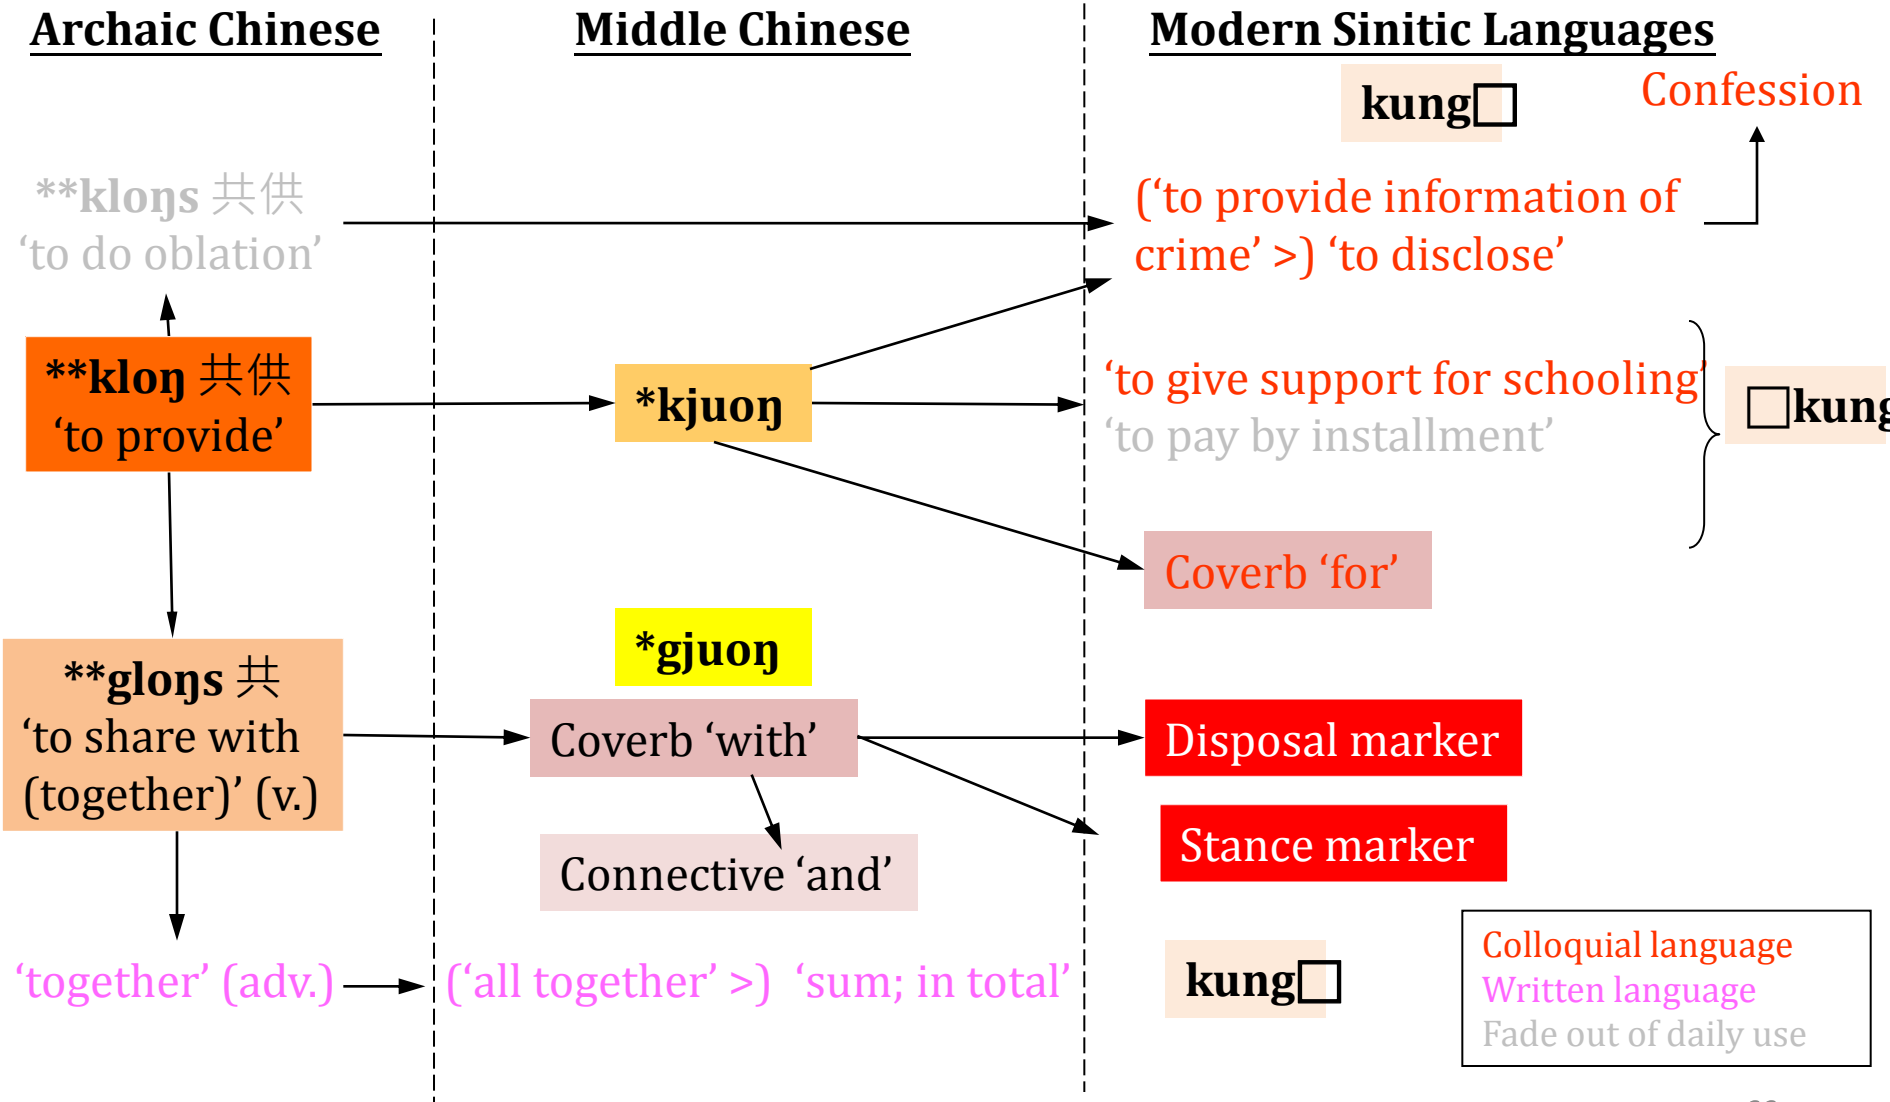 Archaic Chinese
Middle Chinese
Modern Sinitic Languages
kung□
Confession
**kloŋs 共供
‘to do oblation’
(‘to provide information of
crime’ >) ‘to disclose’
**kloŋ 共供
‘to provide’
*kjuoŋ
‘to give support for schooling’
‘to pay by installment’
□kung
Coverb ‘for’
*gjuoŋ
**gloŋs 共
‘to share with
(together)’ (v.)
Coverb ‘with’
Disposal marker
Stance marker
Connective ‘and’
‘together’ (adv.)
(‘all together’ >) ‘sum; in total’
kung□
Colloquial language
Written language
Fade out of daily use